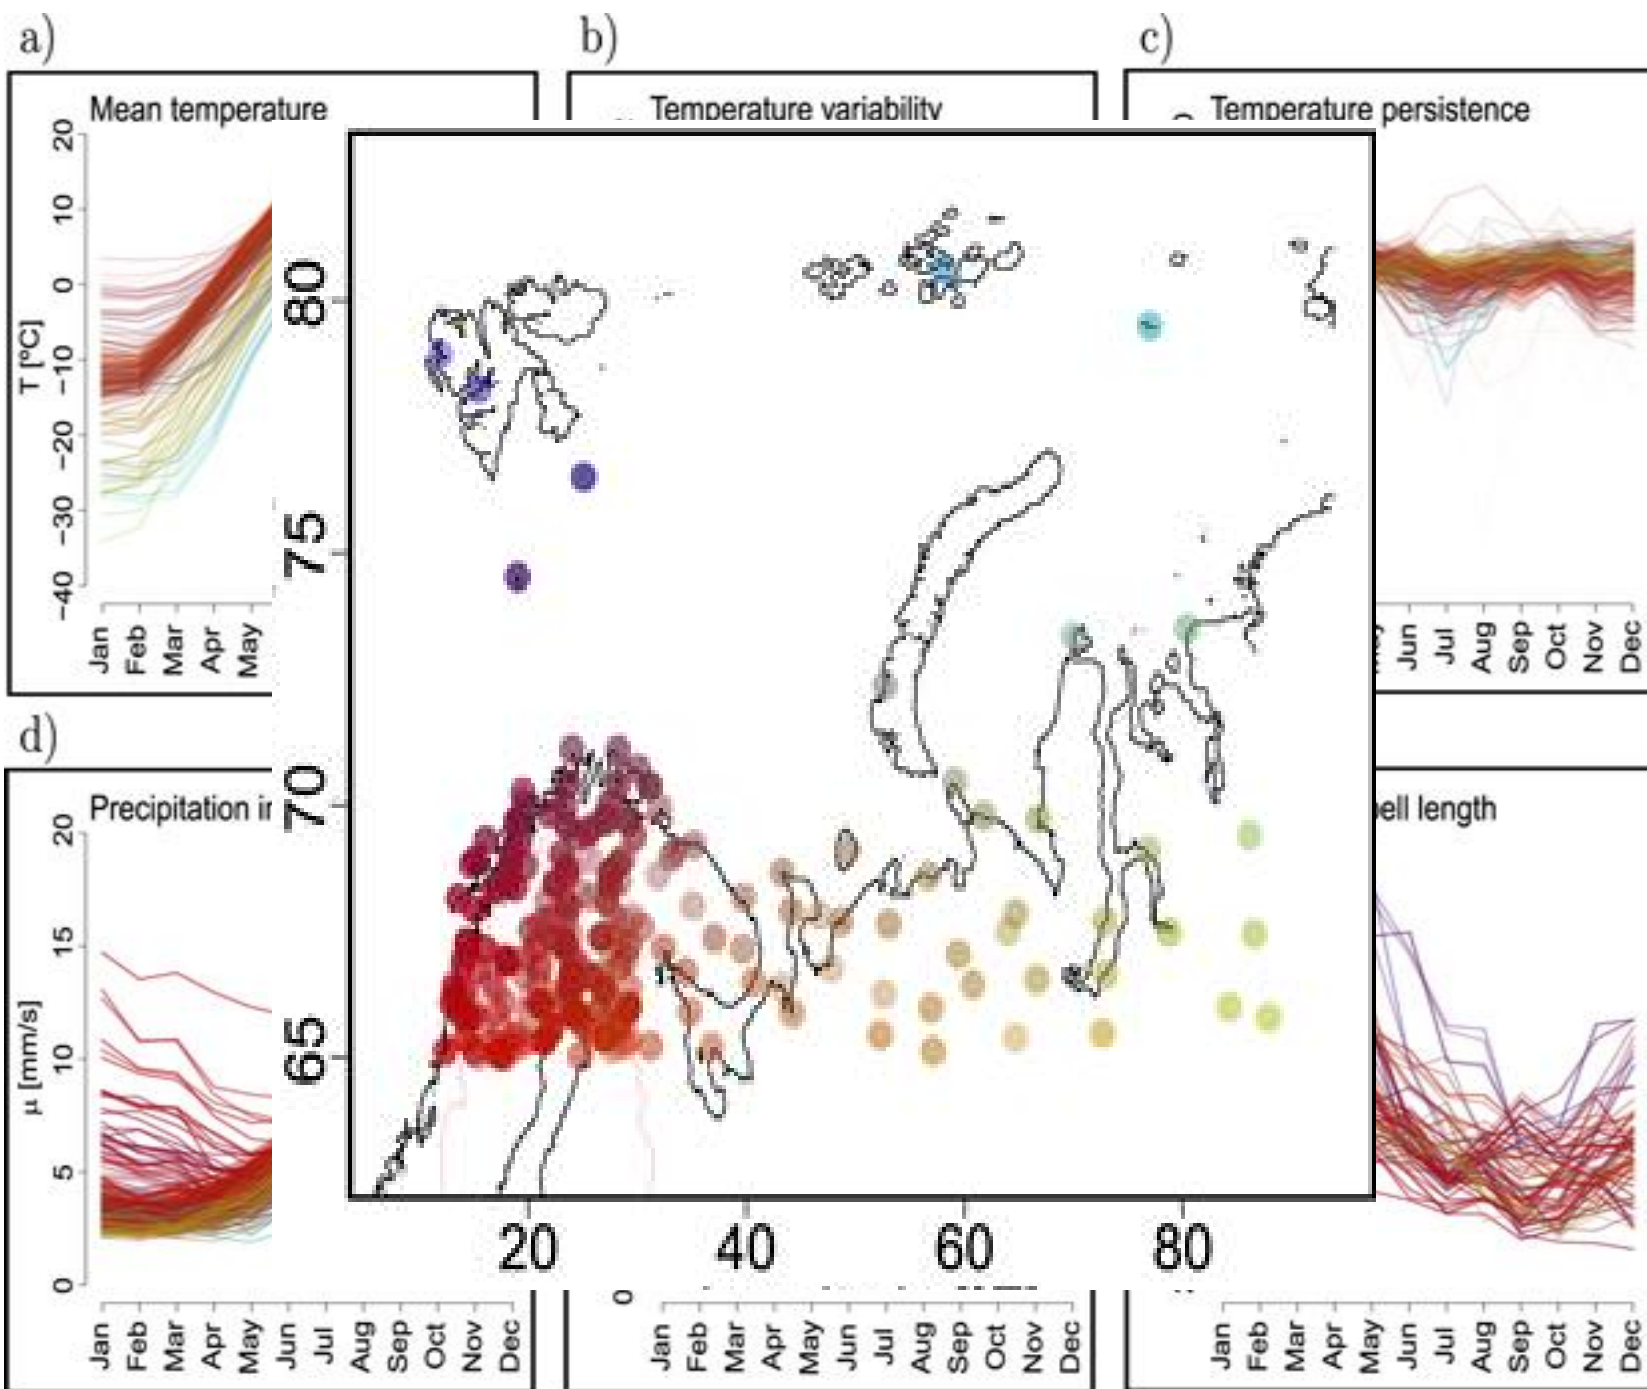 a)
b)
c)
Mean temperature
Temperature variability
Temperature persistence
20
10
0
−10
−20
−30
−40
T [ºC]
Jan Feb Mar Apr May
80
75
70
65
20 40 60 80
Jun Jul Aug Sep Oct Nov Dec
d)
Precipitation in
ell length
20
15
10
5
0
μ [mm/s]
0
Jan Feb Mar Apr May Jun Jul Aug Sep Oct Nov Dec
Jan Feb Mar Apr May Jun Jul Aug Sep Oct Nov Dec
Jan Feb Mar Apr May Jun Jul Aug Sep Oct Nov Dec